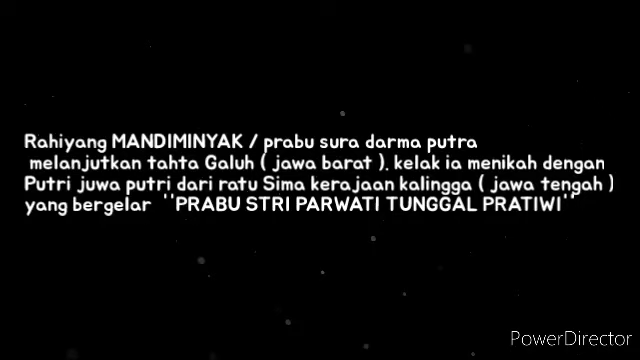 Rahiyang MANDIMINYAK / prabu sura darma putra
melanjutkan tahta Galuh ( jawa barat ). kelak ia menikah dengan
Putri juwa putri dari ratu Sima kerajaan kalingga ( jawa tengah )
yang bergelar ''PRABU STRI PARWATI TUNGGAL PRATIWI''
PowerDirector